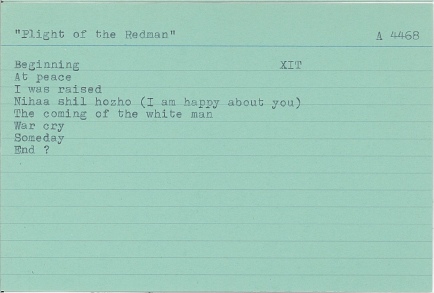 "Plight of the Redman" A 4468
Beginning XIT
At peace
I was raised
Nihaa shil hozho (I am happy about you)
The coming of the white man
War cry
Someday
End ?